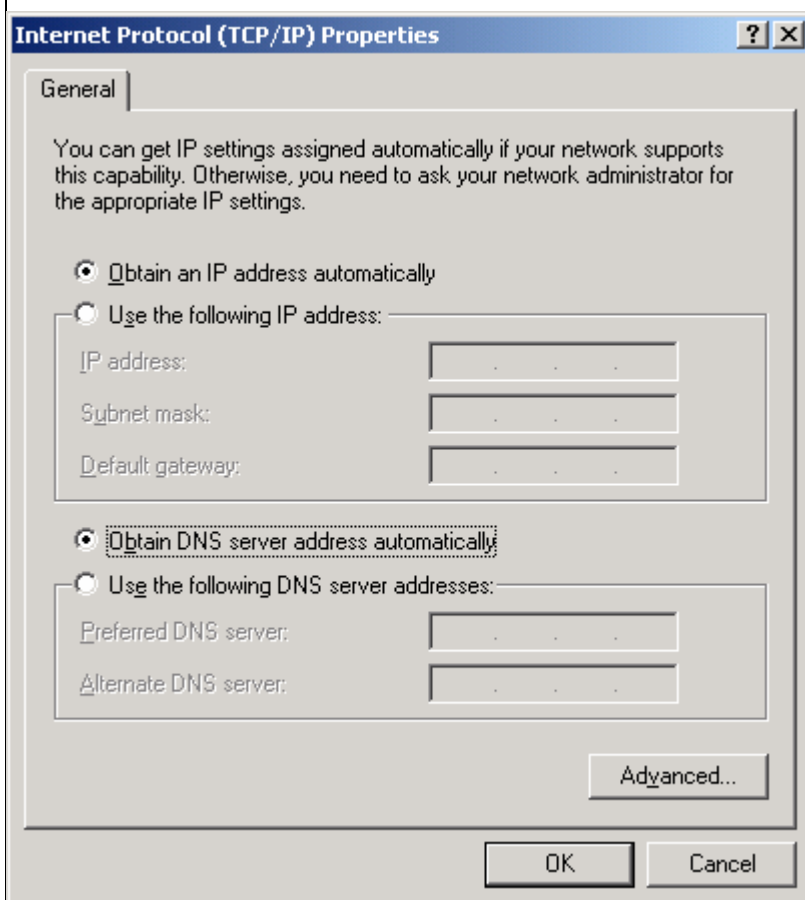 Internet Protocol (TCP/IP) Properties
General
You can get IP settings assigned automatically if your network supports
this capability. Otherwise, you need to ask your network administrator for
the appropriate IP settings.
Obtain an IP address automatically
Use the following IP address:
IP address:
Subnet mask:
Default gateway:
Obtain DNS server address automatically
Use the following DNS server addresses:
Preferred DNS server:
Alternate DNS server:
Advanced...
OK Cancel